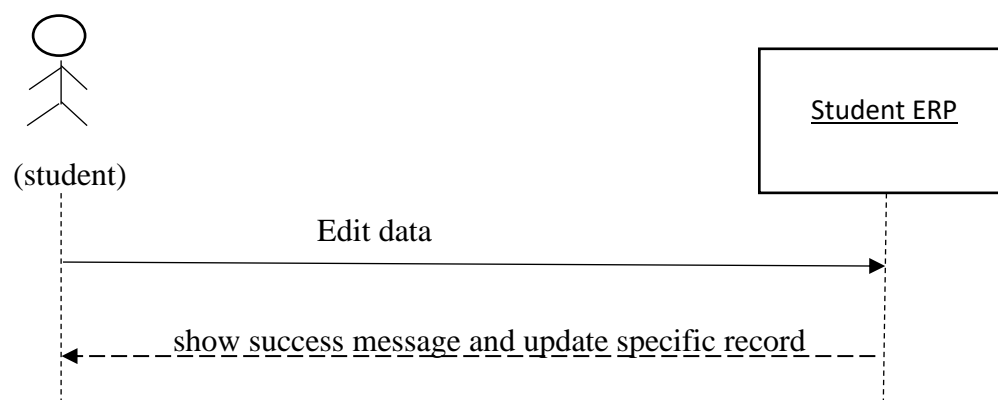 Student ERP
(student)
Edit data
show success message and update specific record